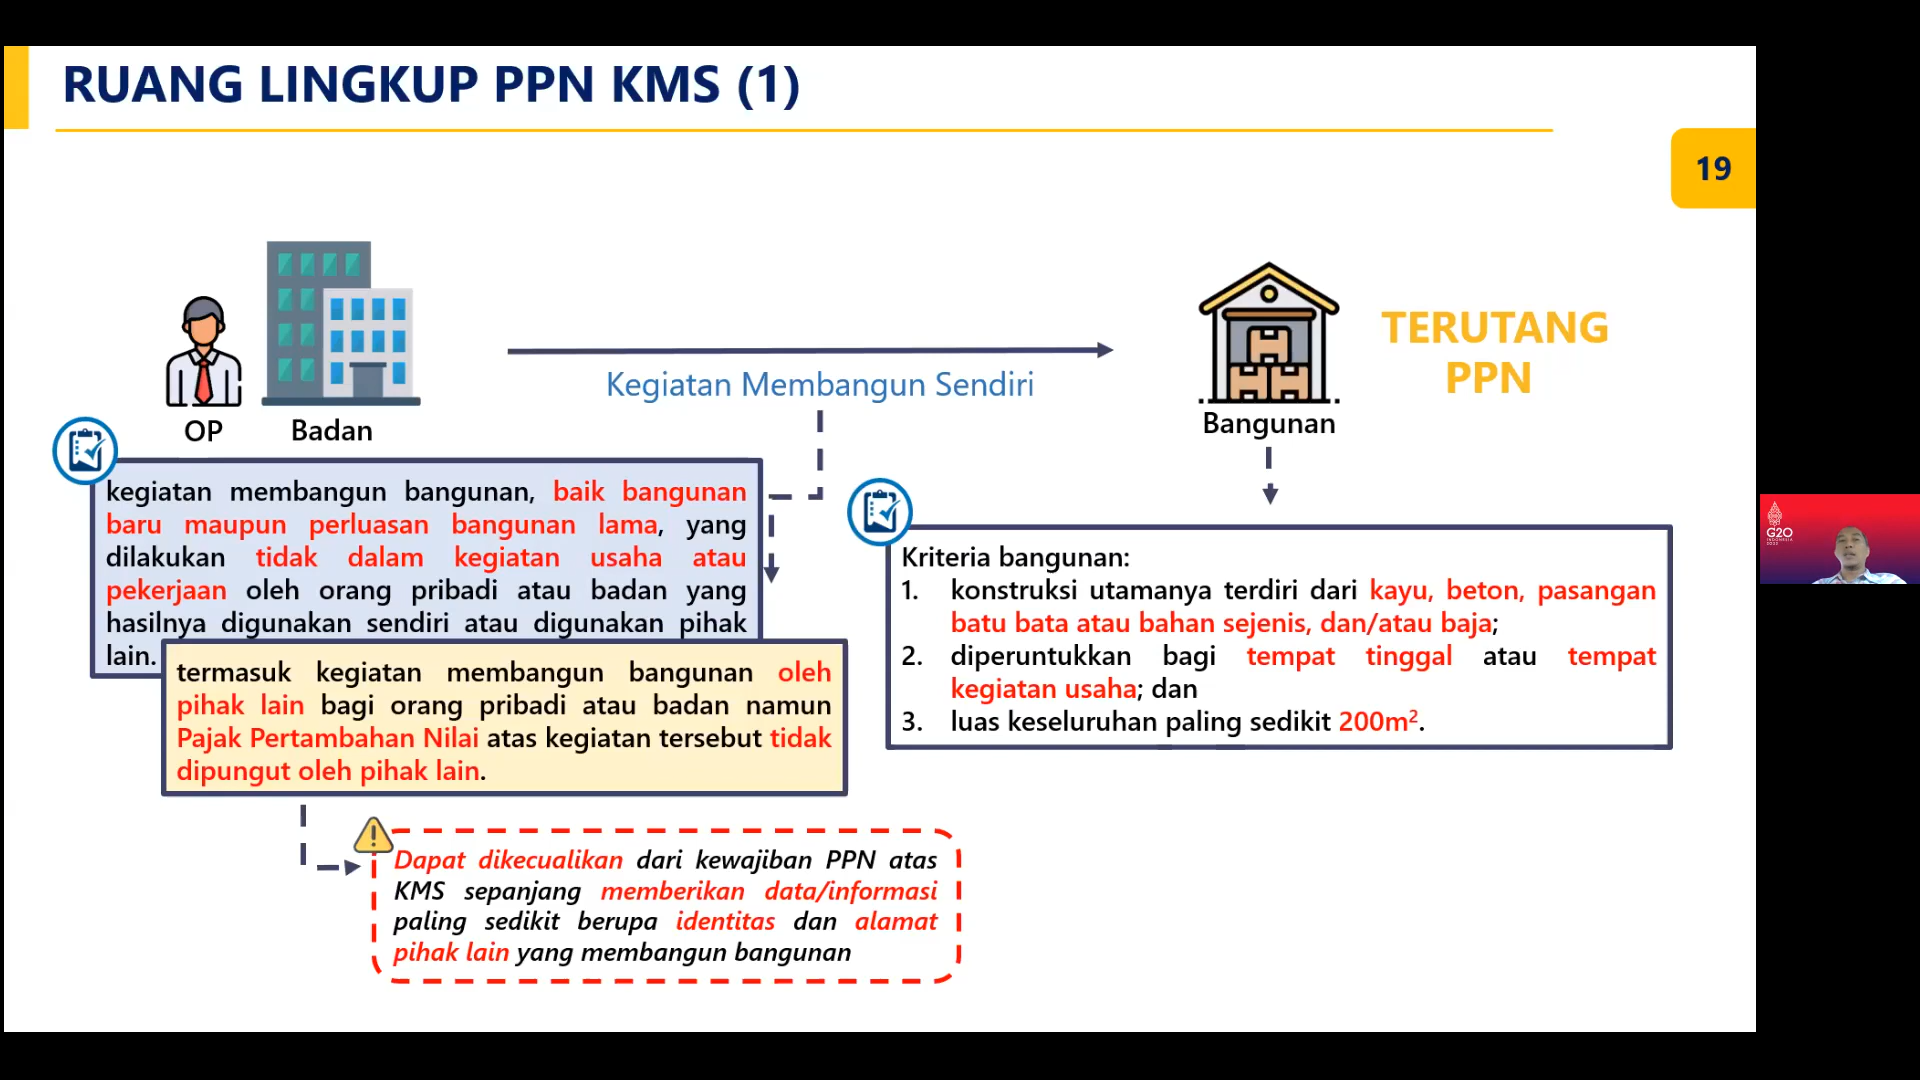 RUANG LINGKUP PPN KMS (1)
19
TERUTANG
PPN
Kegiatan Membangun Sendiri
OP
Badan
Bangunan
kegiatan membangun bangunan, baik bangunan
baru maupun perluasan bangunan lama, yang
dilakukan tidak dalam kegiatan usaha atau
pekerjaan oleh orang pribadi atau badan yang
hasilnya digunakan sendiri atau digunakan pihak
lain.
termasuk kegiatan membangun bangunan oleh
pihak lain bagi orang pribadi atau badan namun
Pajak Pertambahan Nilai atas kegiatan tersebut tidak
dipungut oleh pihak lain.
Dapat dikecualikan dari kewajiban PPN atas
KMS sepanjang memberikan data/informasi
paling sedikit berupa identitas dan alamat
pihak lain yang membangun bangunan
Kriteria bangunan:
1. konstruksi utamanya terdiri dari kayu, beton, pasangan
batu bata atau bahan sejenis, dan/atau baja;
2. diperuntukkan bagi tempat tinggal atau tempat
kegiatan usaha; dan
3. luas keseluruhan paling sedikit 200m².
G20